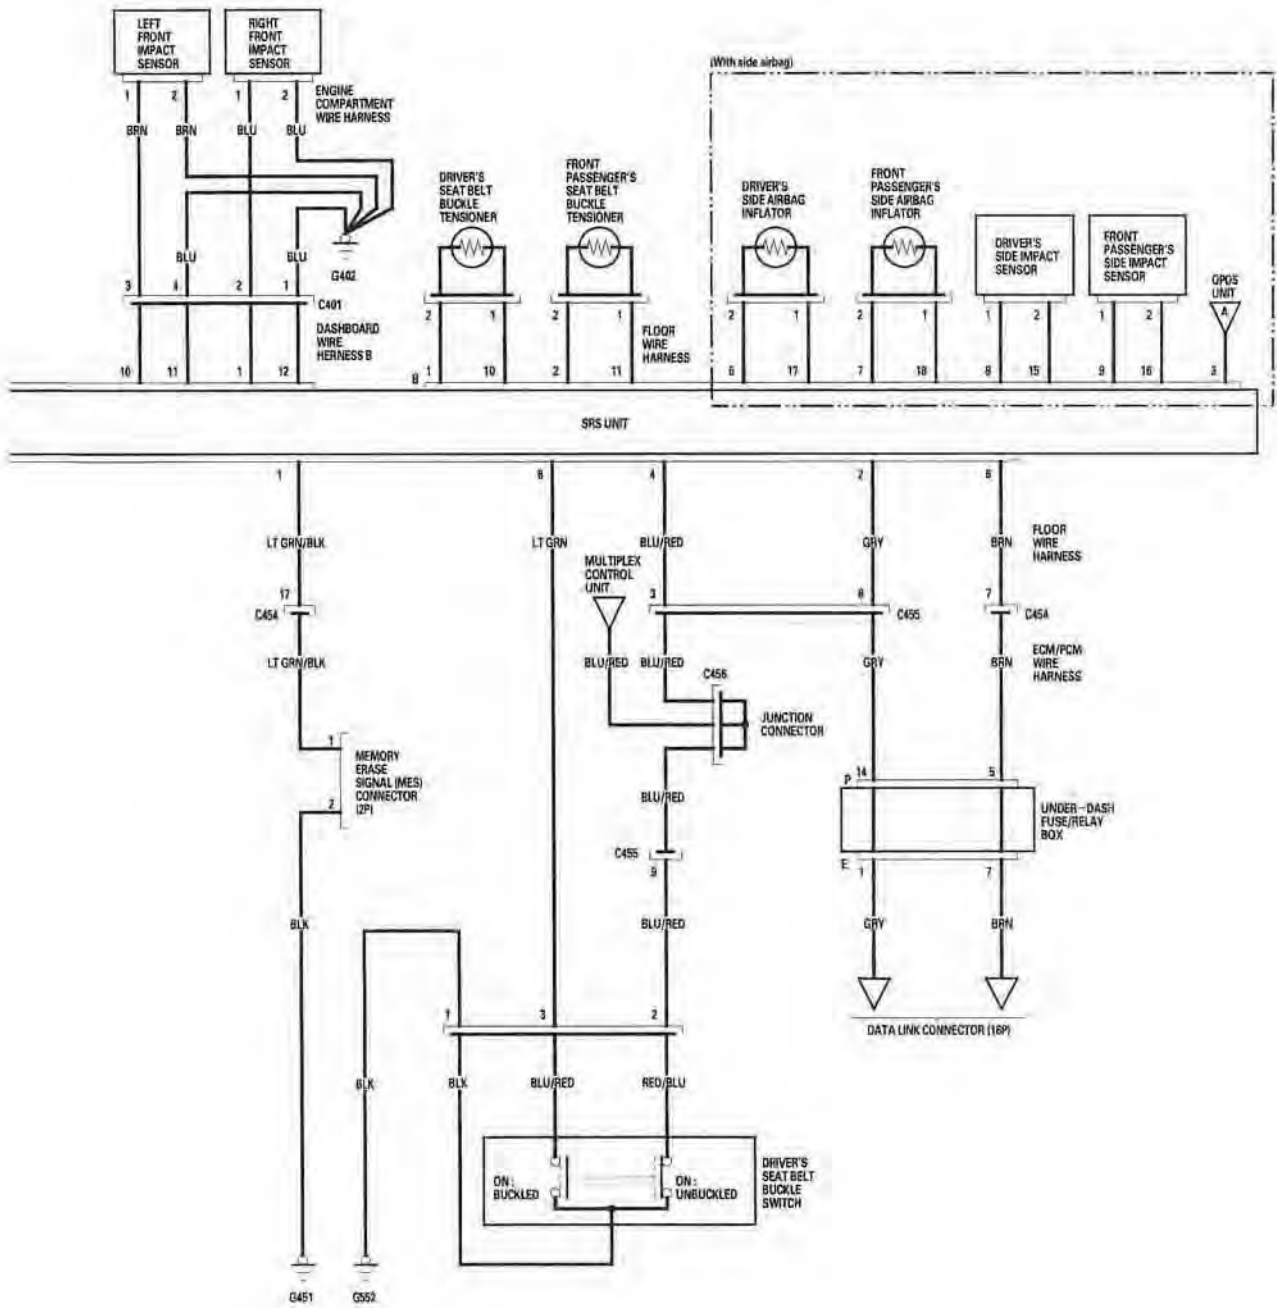 LEFT
FRONT
IMPACT
SENSOR
RIGHT
FRONT
IMPACT
SENSOR
1 2 1 2
ENGINE
COMPARTMENT
WIRE HARNESS
BRN BRN BLU BLU
(With side airbag)
DRIVER'S
SEAT BELT
BUCKLE
TENSIONER
FRONT
PASSENGER'S
SEAT BELT
BUCKLE
TENSIONER
DRIVER'S
SIDE AIRBAG
INFLATOR
FRONT
PASSENGER'S
SIDE AIRBAG
INFLATOR
DRIVER'S
SIDE IMPACT
SENSOR
FRONT
PASSENGER'S
SIDE IMPACT
SENSOR
OPDS
UNIT
A
BLU BLU
G402
3 4 2 1
C401
2 1 2 1
2 1 2 1 1 2 1 2
DASHBOARD
WIRE
HERNESS B
FLOOR
WIRE
HARNESS
10 11 1 12
B 1 10 2 11
6 17 7 18 8 15 9 16 3
SRS UNIT
1 8 4 2 6
LT GRN/BLK LT GRN BLU/RED GRY BRN
FLOOR
WIRE
HARNESS
MULTIPLEX
CONTROL
UNIT
17
C454
3 8
C455
7
C454
LT GRN/BLK BLU/RED BLU/RED GRY BRN
ECM/PCM
WIRE
HARNESS
C456
JUNCTION
CONNECTOR
1
2
MEMORY
ERASE
SIGNAL (MES)
CONNECTOR
(2P)
BLU/RED
P 14 5
UNDER-DASH
FUSE/RELAY
BOX
E 1 7
C455
9
BLK BLU/RED GRY BRN
1 3 2
DATA LINK CONNECTOR (16P)
BLK BLK BLU/RED RED/BLU
ON :
BUCKLED
ON :
UNBUCKLED
DRIVER'S
SEAT BELT
BUCKLE
SWITCH
G451 G552